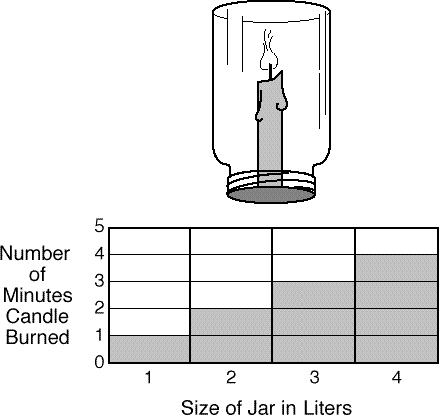 5
4
3
2
1
0
Number
of
Minutes
Candle
Burned
1 2 3 4
Size of Jar in Liters